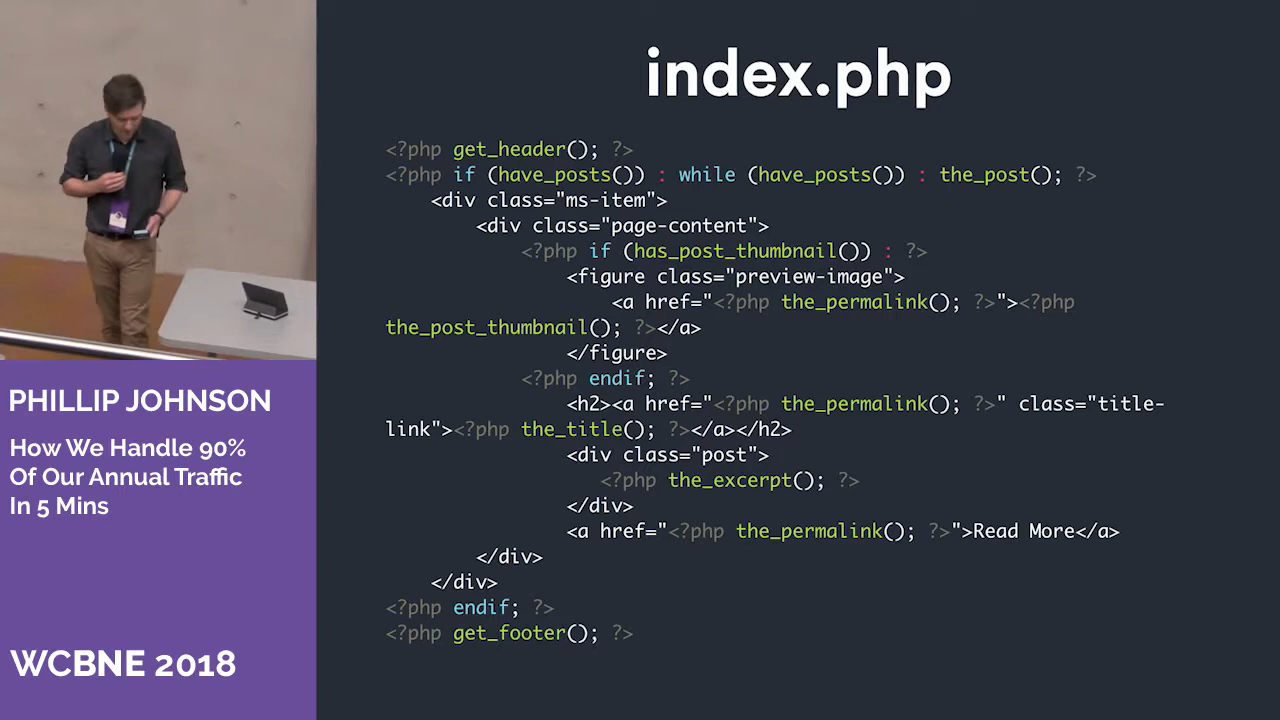 index.php
<?php get_header(); ?>
<?php if (have_posts()) : while (have_posts()) : the_post(); ?>
<div class="ms-item">
<div class="page-content">
<?php if (has_post_thumbnail()) : ?>
<figure class="preview-image">
<a href="<?php the_permalink(); ?>"><?php
the_post_thumbnail(); ?></a>
</figure>
<?php endif; ?>
<h2><a href="<?php the_permalink(); ?>" class="title-
link"><?php the_title(); ?></a></h2>
<div class="post">
<?php the_excerpt(); ?>
</div>
<a href="<?php the_permalink(); ?>">Read More</a>
</div>
</div>
<?php endif; ?>
<?php get_footer(); ?>
PHILLIP JOHNSON
How We Handle 90%
Of Our Annual Traffic
In 5 Mins
WCBNE 2018